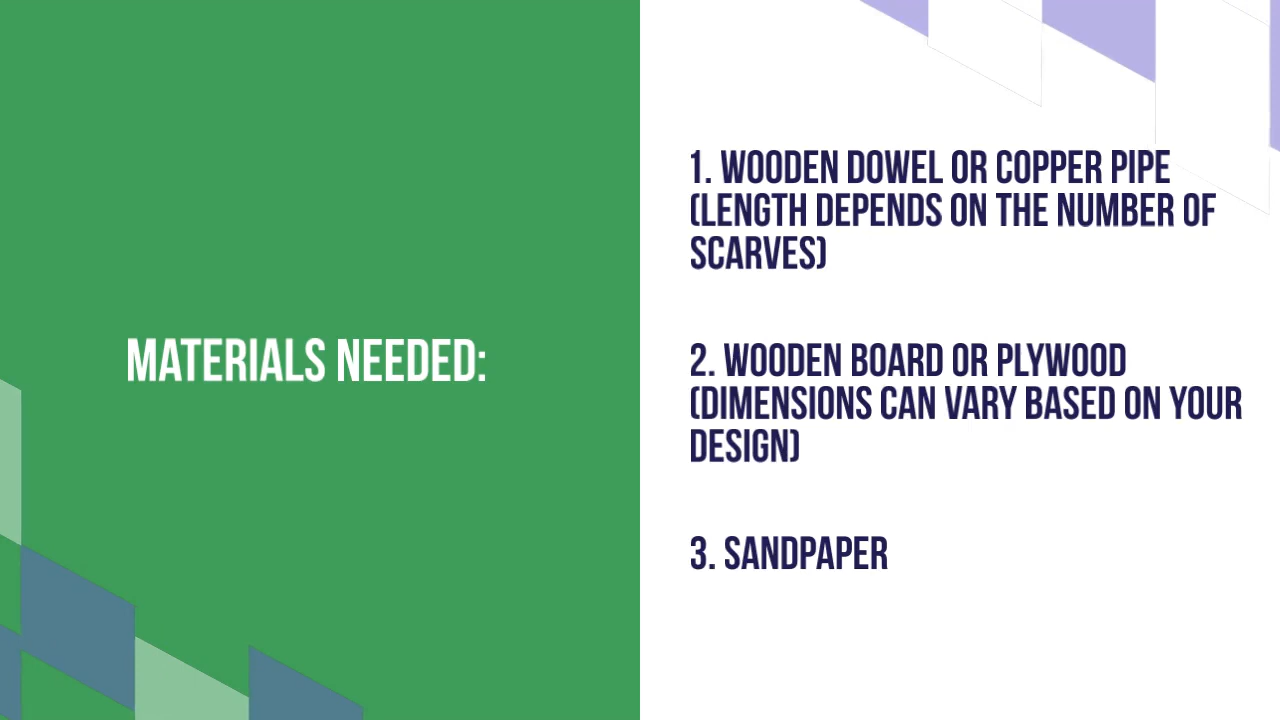 MATERIALS NEEDED:
1. WOODEN DOWEL OR COPPER PIPE
(LENGTH DEPENDS ON THE NUMBER OF
SCARVES)
2. WOODEN BOARD OR PLYWOOD
(DIMENSIONS CAN VARY BASED ON YOUR
DESIGN)
3. SANDPAPER